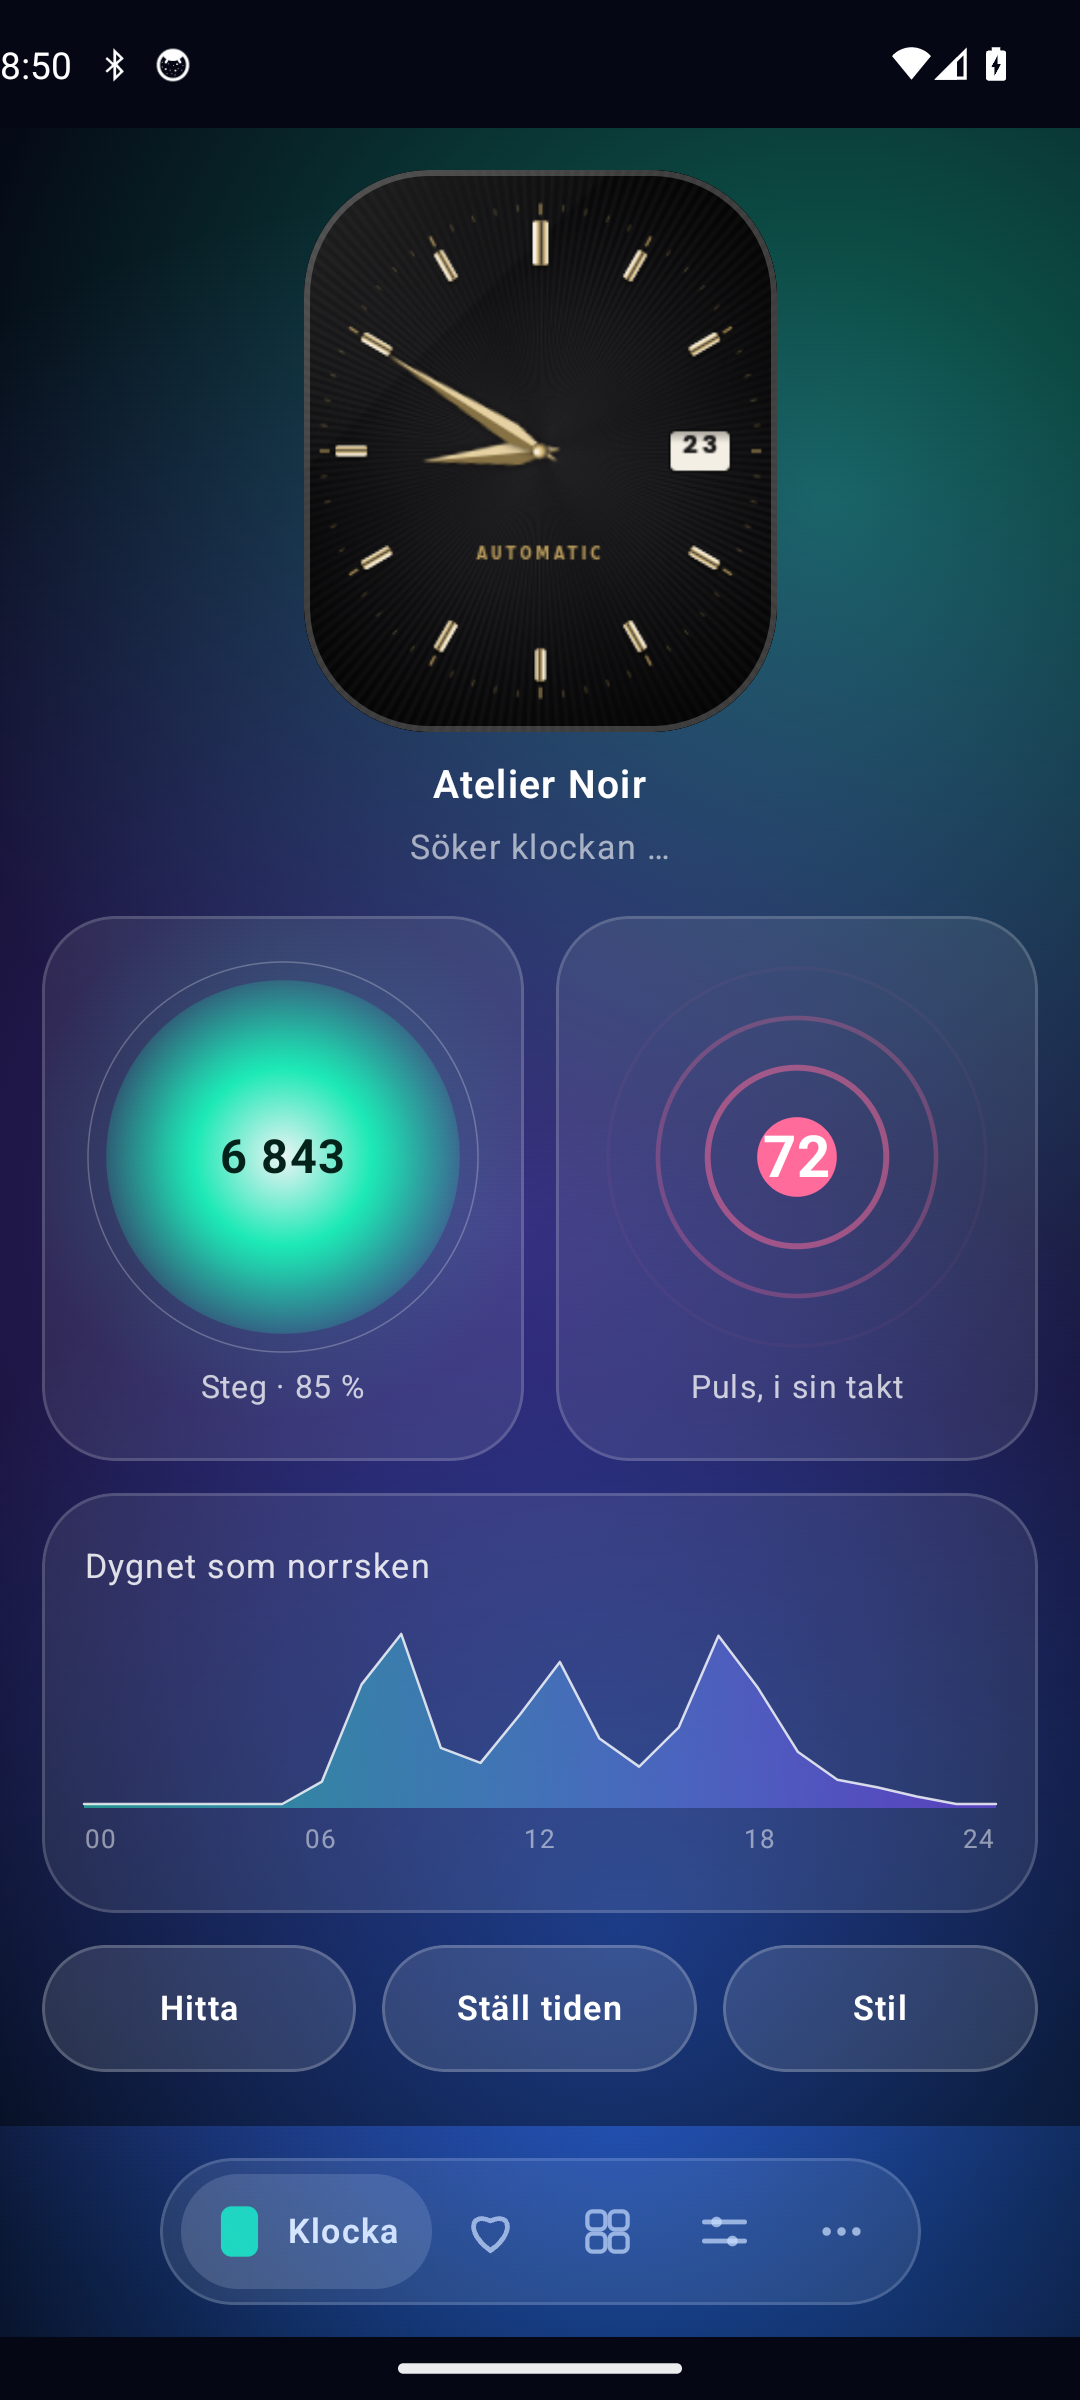 8:50
23
AUTOMATIC
Atelier Noir
Söker klockan …
6 843
72
Steg · 85 %
Puls, i sin takt
Dygnet som norrsken
00 06 12 18 24
Hitta
Ställ tiden
Stil
Klocka